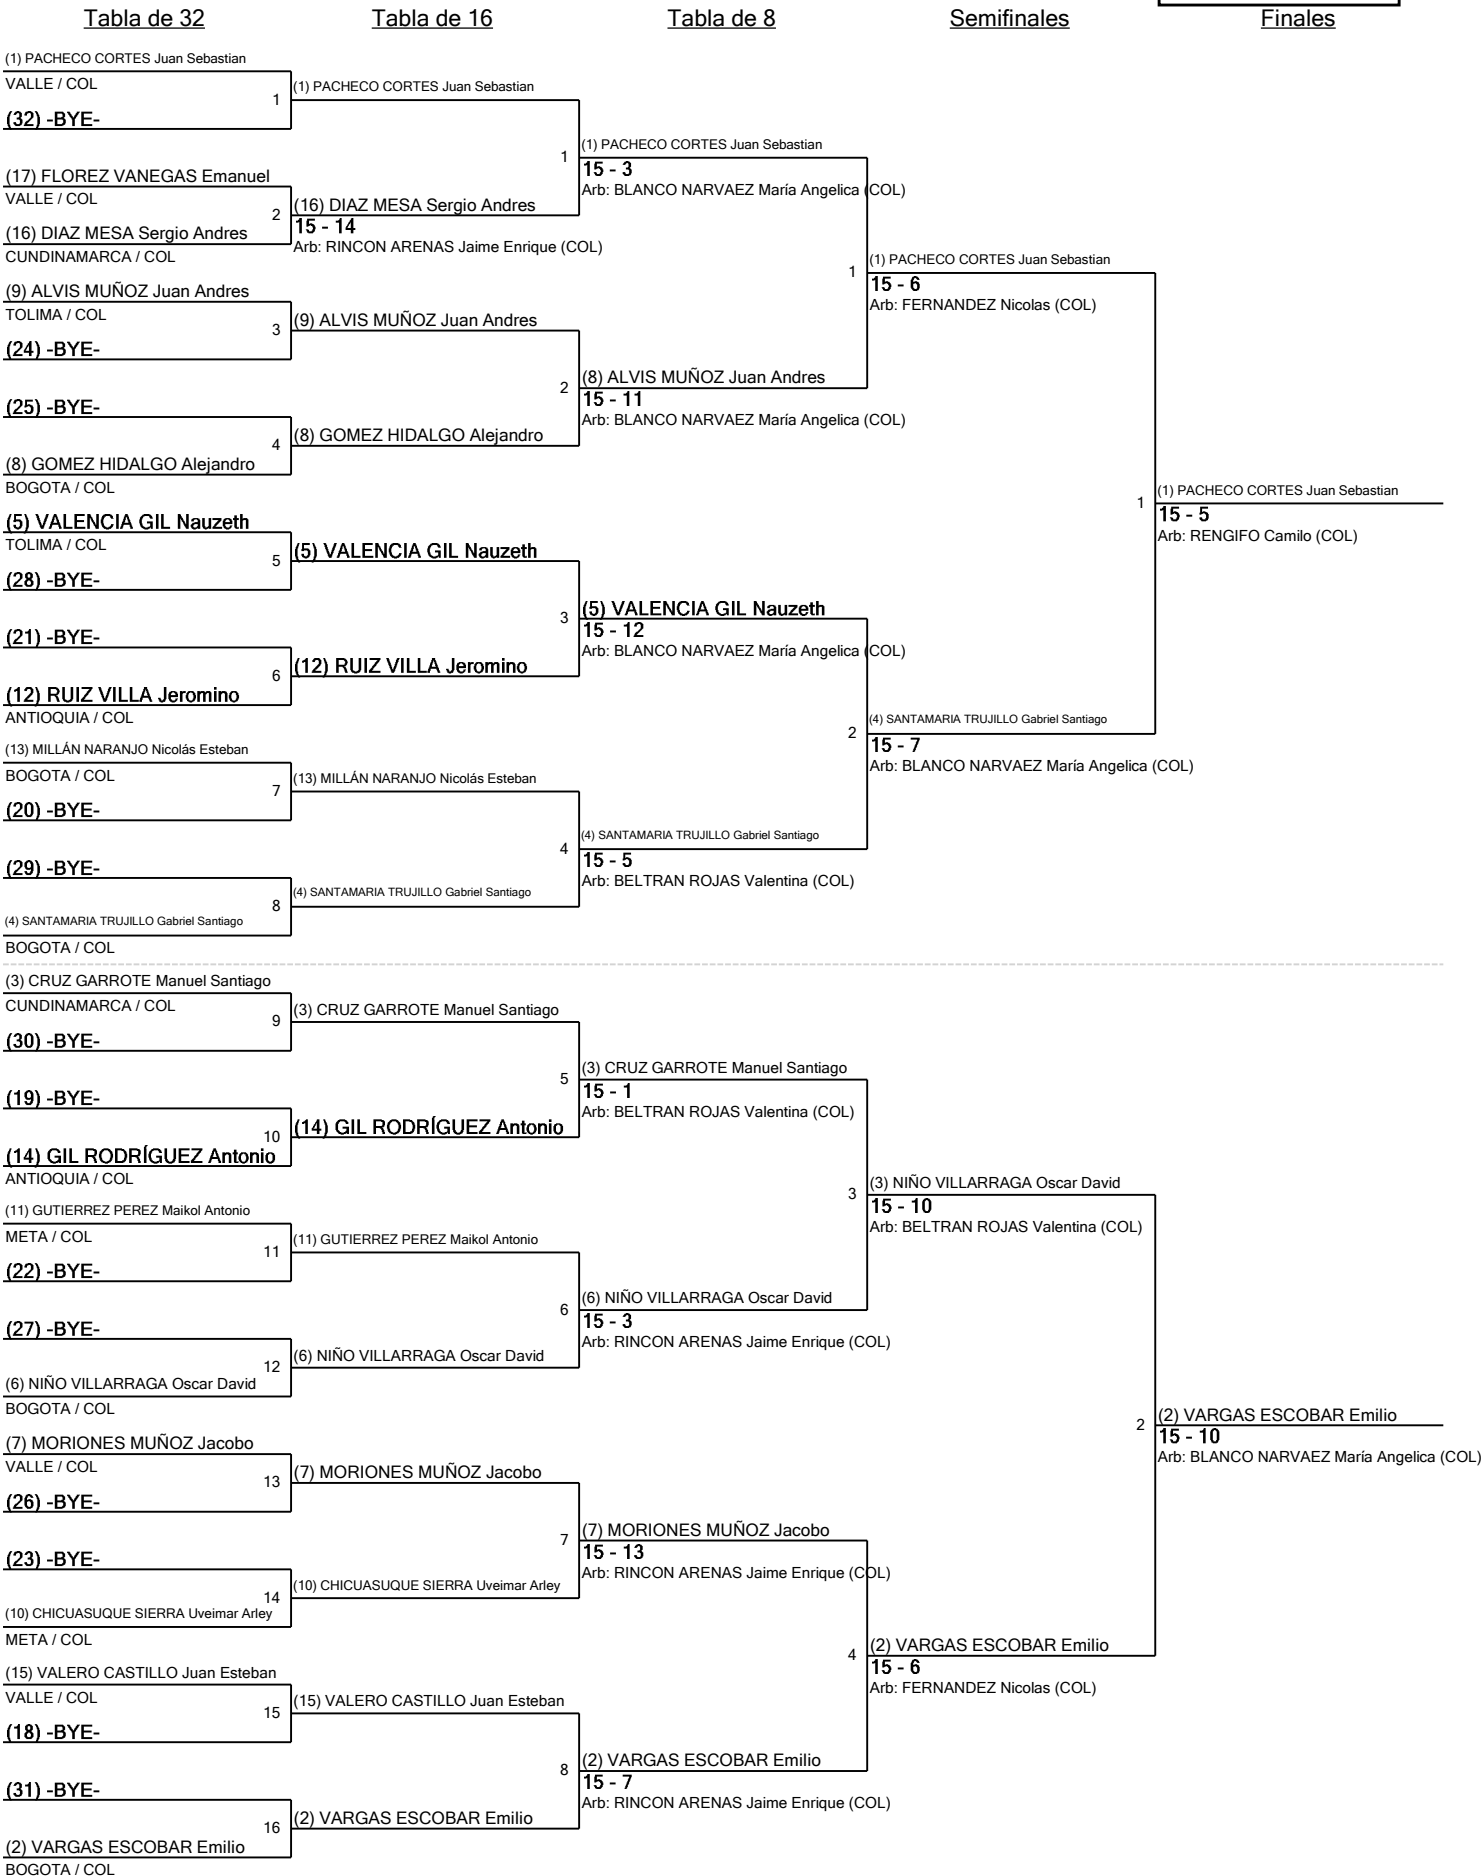 Tabla de 32
Tabla de 16
Tabla de 8
Semifinales
Finales
(1) PACHECO CORTES Juan Sebastian
VALLE / COL
1
(32) -BYE-
(17) FLOREZ VANEGAS Emanuel
VALLE / COL
2
(16) DIAZ MESA Sergio Andres
CUNDINAMARCA / COL
(9) ALVIS MUÑOZ Juan Andres
TOLIMA / COL
3
(24) -BYE-
(25) -BYE-
4
(8) GOMEZ HIDALGO Alejandro
BOGOTA / COL
(5) VALENCIA GIL Nauzeth
TOLIMA / COL
5
(28) -BYE-
(21) -BYE-
6
(12) RUIZ VILLA Jeromino
ANTIOQUIA / COL
(13) MILLÁN NARANJO Nicolás Esteban
BOGOTA / COL
7
(20) -BYE-
(29) -BYE-
8
(4) SANTAMARIA TRUJILLO Gabriel Santiago
BOGOTA / COL
(3) CRUZ GARROTE Manuel Santiago
CUNDINAMARCA / COL
9
(30) -BYE-
(19) -BYE-
10
(14) GIL RODRÍGUEZ Antonio
ANTIOQUIA / COL
(11) GUTIERREZ PEREZ Maikol Antonio
META / COL
11
(22) -BYE-
(27) -BYE-
12
(6) NIÑO VILLARRAGA Oscar David
BOGOTA / COL
(7) MORIONES MUÑOZ Jacobo
VALLE / COL
13
(26) -BYE-
(23) -BYE-
14
(10) CHICUASUQUE SIERRA Uveimar Arley
META / COL
(15) VALERO CASTILLO Juan Esteban
VALLE / COL
15
(18) -BYE-
(31) -BYE-
16
(2) VARGAS ESCOBAR Emilio
BOGOTA / COL
(1) PACHECO CORTES Juan Sebastian
1
(16) DIAZ MESA Sergio Andres
15 - 14
Arb: RINCON ARENAS Jaime Enrique (COL)
(9) ALVIS MUÑOZ Juan Andres
2
(8) GOMEZ HIDALGO Alejandro
(5) VALENCIA GIL Nauzeth
3
(12) RUIZ VILLA Jeromino
(13) MILLÁN NARANJO Nicolás Esteban
4
(4) SANTAMARIA TRUJILLO Gabriel Santiago
(3) CRUZ GARROTE Manuel Santiago
5
(14) GIL RODRÍGUEZ Antonio
(11) GUTIERREZ PEREZ Maikol Antonio
6
(6) NIÑO VILLARRAGA Oscar David
(7) MORIONES MUÑOZ Jacobo
7
(10) CHICUASUQUE SIERRA Uveimar Arley
(15) VALERO CASTILLO Juan Esteban
8
(2) VARGAS ESCOBAR Emilio
(1) PACHECO CORTES Juan Sebastian
15 - 3
Arb: BLANCO NARVAEZ María Angelica (COL)
1
(8) ALVIS MUÑOZ Juan Andres
15 - 11
Arb: BLANCO NARVAEZ María Angelica (COL)
(5) VALENCIA GIL Nauzeth
15 - 12
Arb: BLANCO NARVAEZ María Angelica (COL)
2
(4) SANTAMARIA TRUJILLO Gabriel Santiago
15 - 5
Arb: BELTRAN ROJAS Valentina (COL)
(3) CRUZ GARROTE Manuel Santiago
15 - 1
Arb: BELTRAN ROJAS Valentina (COL)
3
(6) NIÑO VILLARRAGA Oscar David
15 - 3
Arb: RINCON ARENAS Jaime Enrique (COL)
(7) MORIONES MUÑOZ Jacobo
15 - 13
Arb: RINCON ARENAS Jaime Enrique (COL)
4
(2) VARGAS ESCOBAR Emilio
15 - 7
Arb: RINCON ARENAS Jaime Enrique (COL)
(1) PACHECO CORTES Juan Sebastian
15 - 6
Arb: FERNANDEZ Nicolas (COL)
1
(4) SANTAMARIA TRUJILLO Gabriel Santiago
15 - 7
Arb: BLANCO NARVAEZ María Angelica (COL)
(3) NIÑO VILLARRAGA Oscar David
15 - 10
Arb: BELTRAN ROJAS Valentina (COL)
2
(2) VARGAS ESCOBAR Emilio
15 - 6
Arb: FERNANDEZ Nicolas (COL)
(1) PACHECO CORTES Juan Sebastian
15 - 5
Arb: RENGIFO Camilo (COL)
(2) VARGAS ESCOBAR Emilio
15 - 10
Arb: BLANCO NARVAEZ María Angelica (COL)